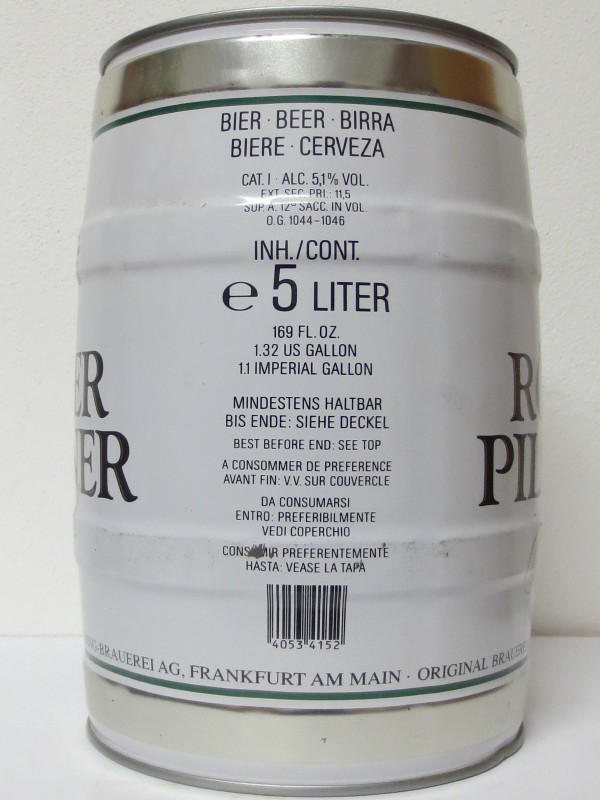 BIER · BEER · BIRRA
BIERE · CERVEZA
CAT. I · ALC. 5,1% VOL.
EXT. SEC. PRI.: 11,5
SUP. A. 12° SACC. IN VOL.
O.G. 1044–1046
INH./CONT.
e 5 LITER
169 FL. OZ.
1.32 US GALLON
1.1 IMPERIAL GALLON
MINDESTENS HALTBAR
BIS ENDE: SIEHE DECKEL
BEST BEFORE END: SEE TOP
A CONSOMMER DE PREFERENCE
AVANT FIN: V.V. SUR COUVERCLE
DA CONSUMARSI
ENTRO: PREFERIBILMENTE
VEDI COPERCHIO
CONSUMIR PREFERENTEMENTE
HASTA: VEASE LA TAPA
4053 4152
ER
NER
R
PIL
-BRAUEREI AG, FRANKFURT AM MAIN · ORIGINAL BRAUERE